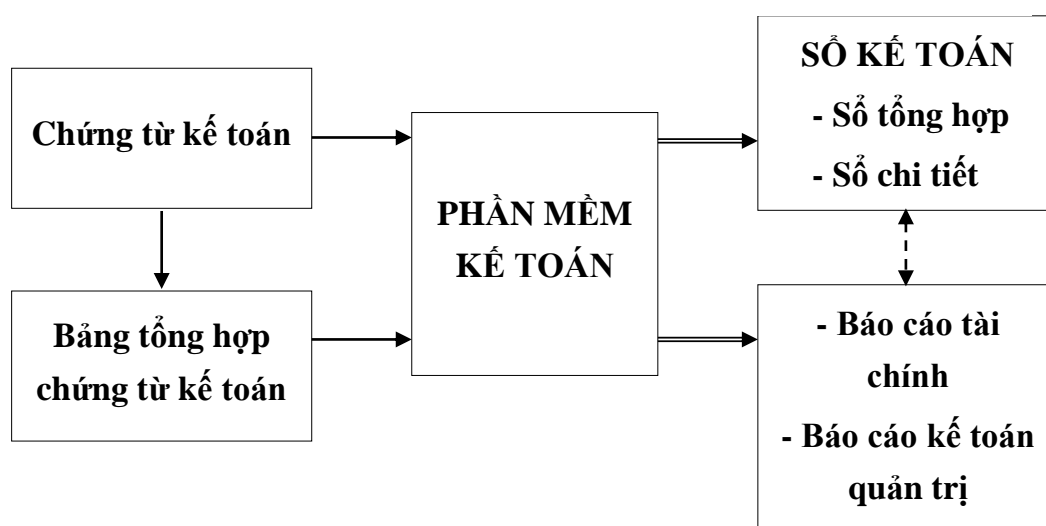 Chứng từ kế toán
Bảng tổng hợp
chứng từ kế toán
PHẦN MỀM
KẾ TOÁN
SỔ KẾ TOÁN
- Sổ tổng hợp
- Sổ chi tiết
- Báo cáo tài
chính
- Báo cáo kế toán
quản trị